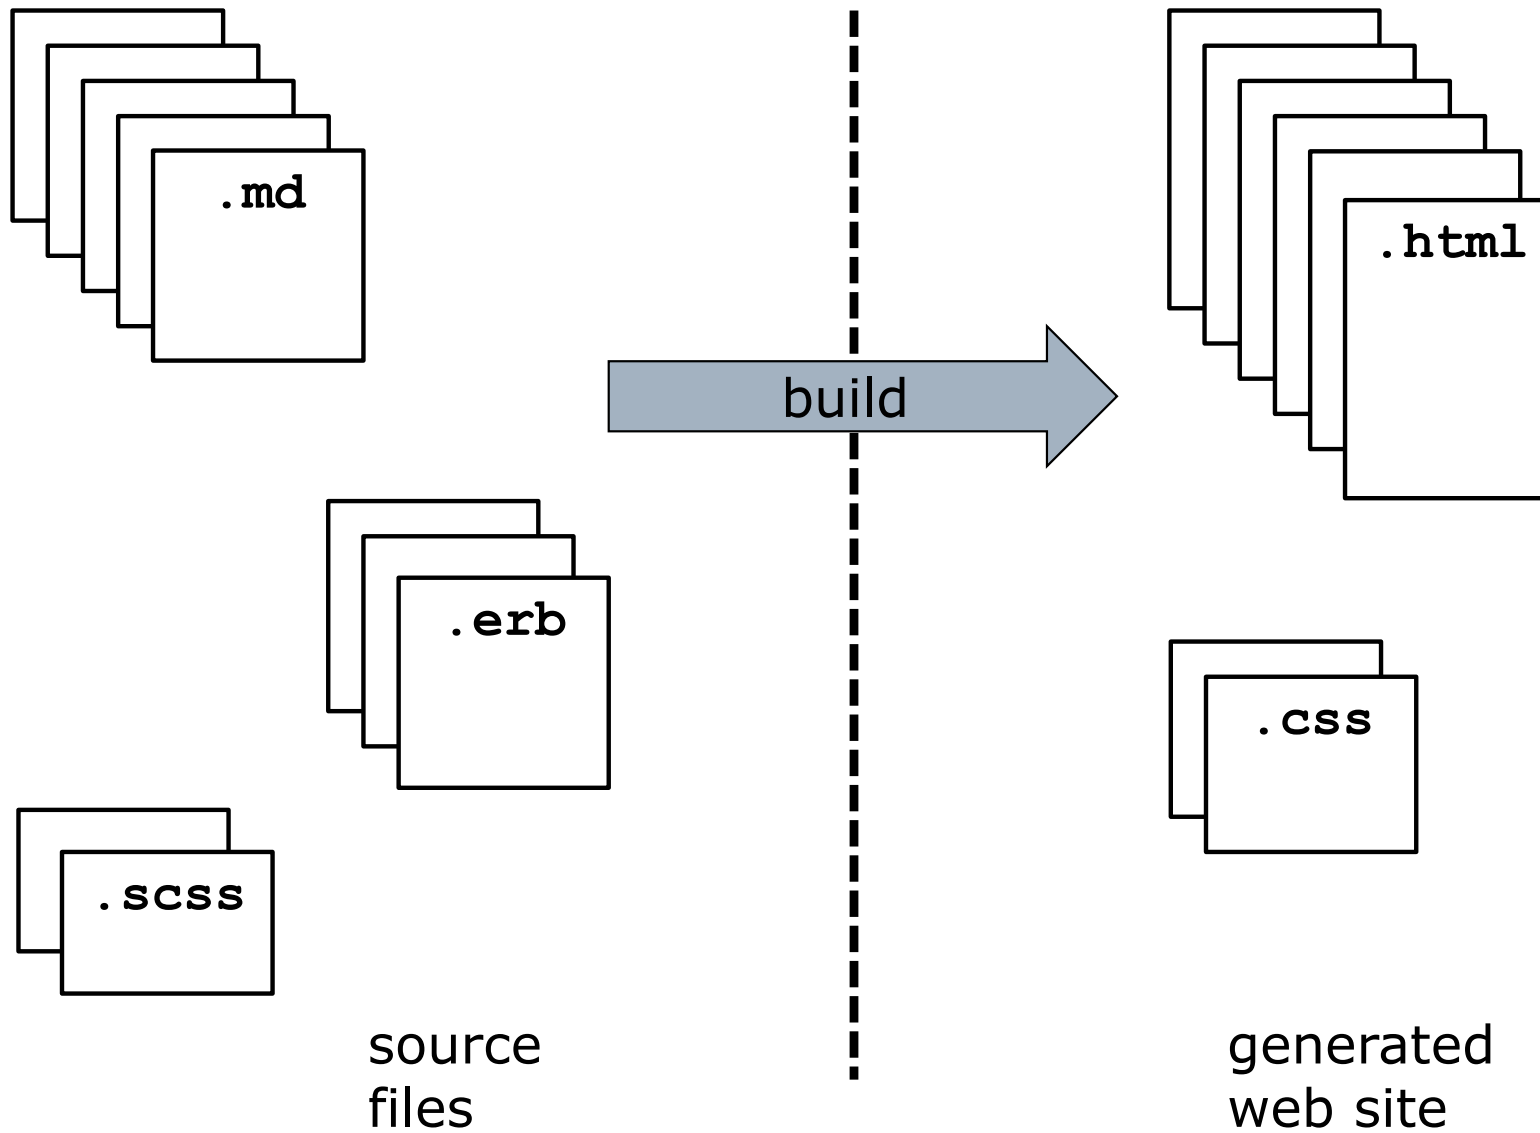 .md
.html
build
.erb
.css
.scss
source
files
generated
web site